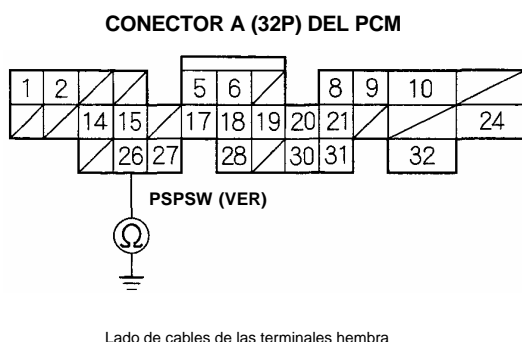 CONECTOR A (32P) DEL PCM
1 2 5 6 8 9 10
14 15 17 18 19 20 21 24
26 27 28 30 31 32
PSPSW (VER)
Ω
Lado de cables de las terminales hembra